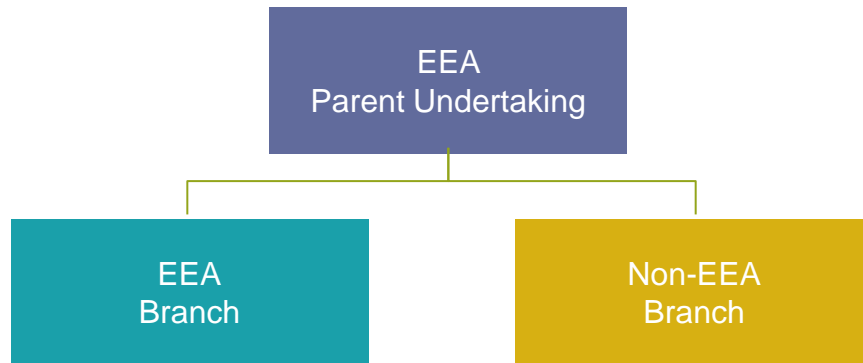 EEA
Parent Undertaking
EEA
Branch
Non-EEA
Branch